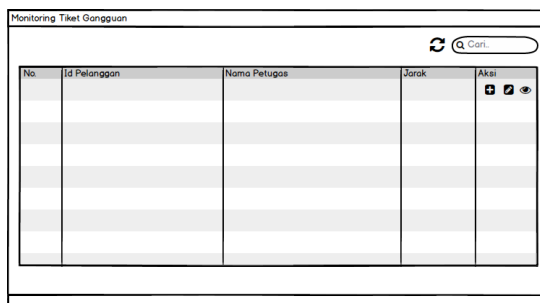 Monitoring Tiket Gangguan
Cari..
No. Id Pelanggan Nama Petugas Jarak Aksi